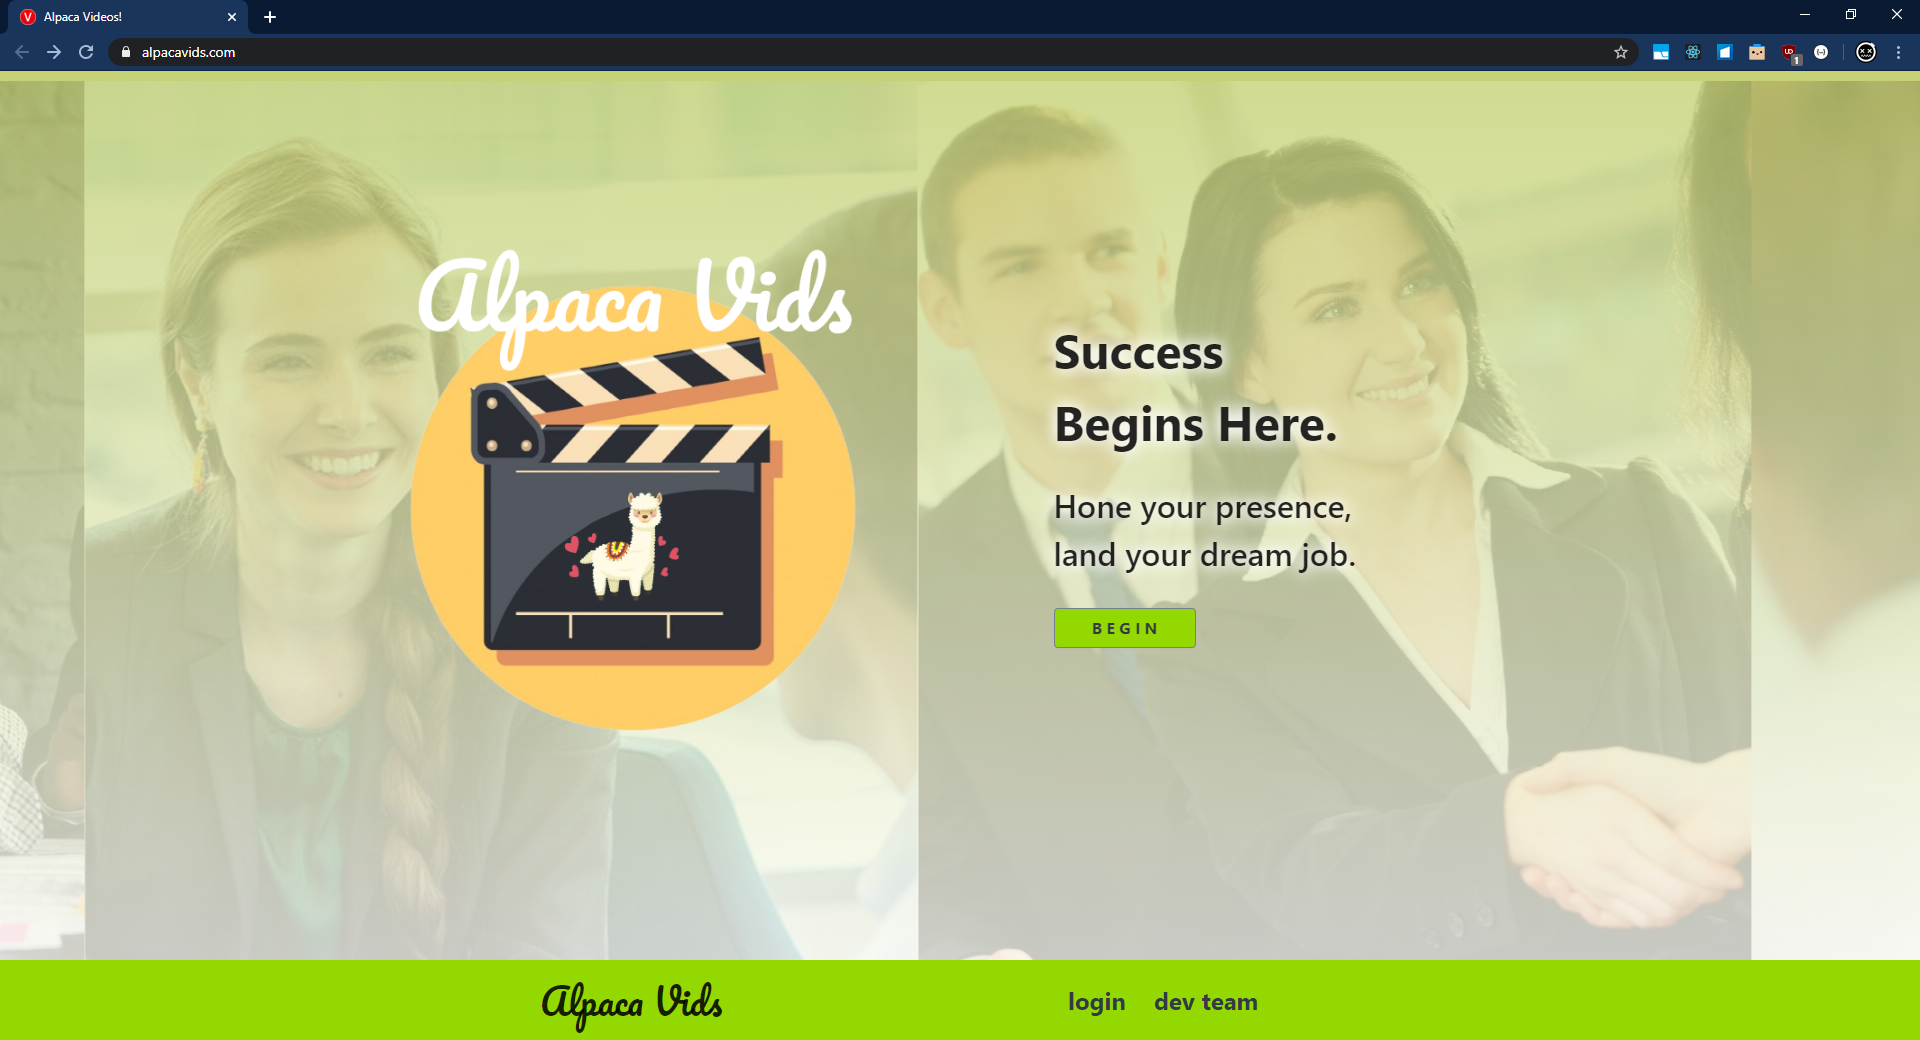 Alpaca Videos!
alpacavids.com
1
Alpaca Vids
Success
Begins Here.
Hone your presence,
land your dream job.
BEGIN
Alpaca Vids
login
dev team